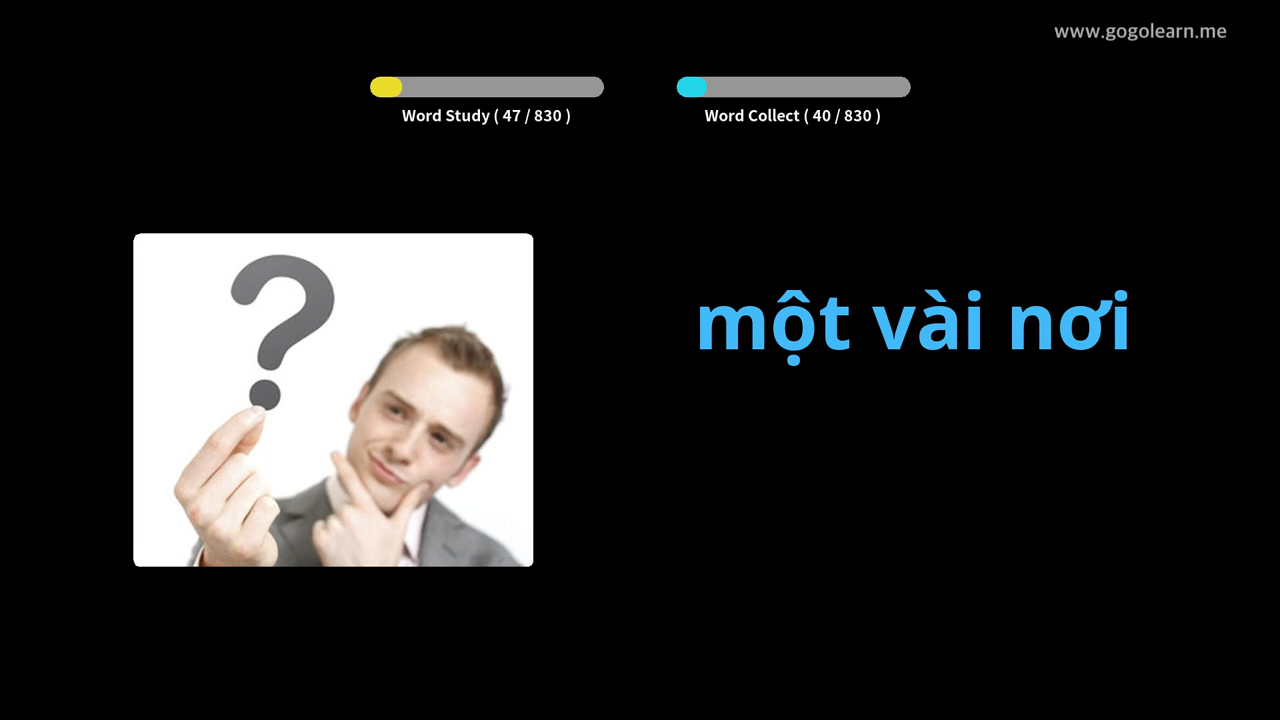 www.gogolearn.me
Word Study ( 47 / 830 )
Word Collect ( 40 / 830 )
?
một vài nơi